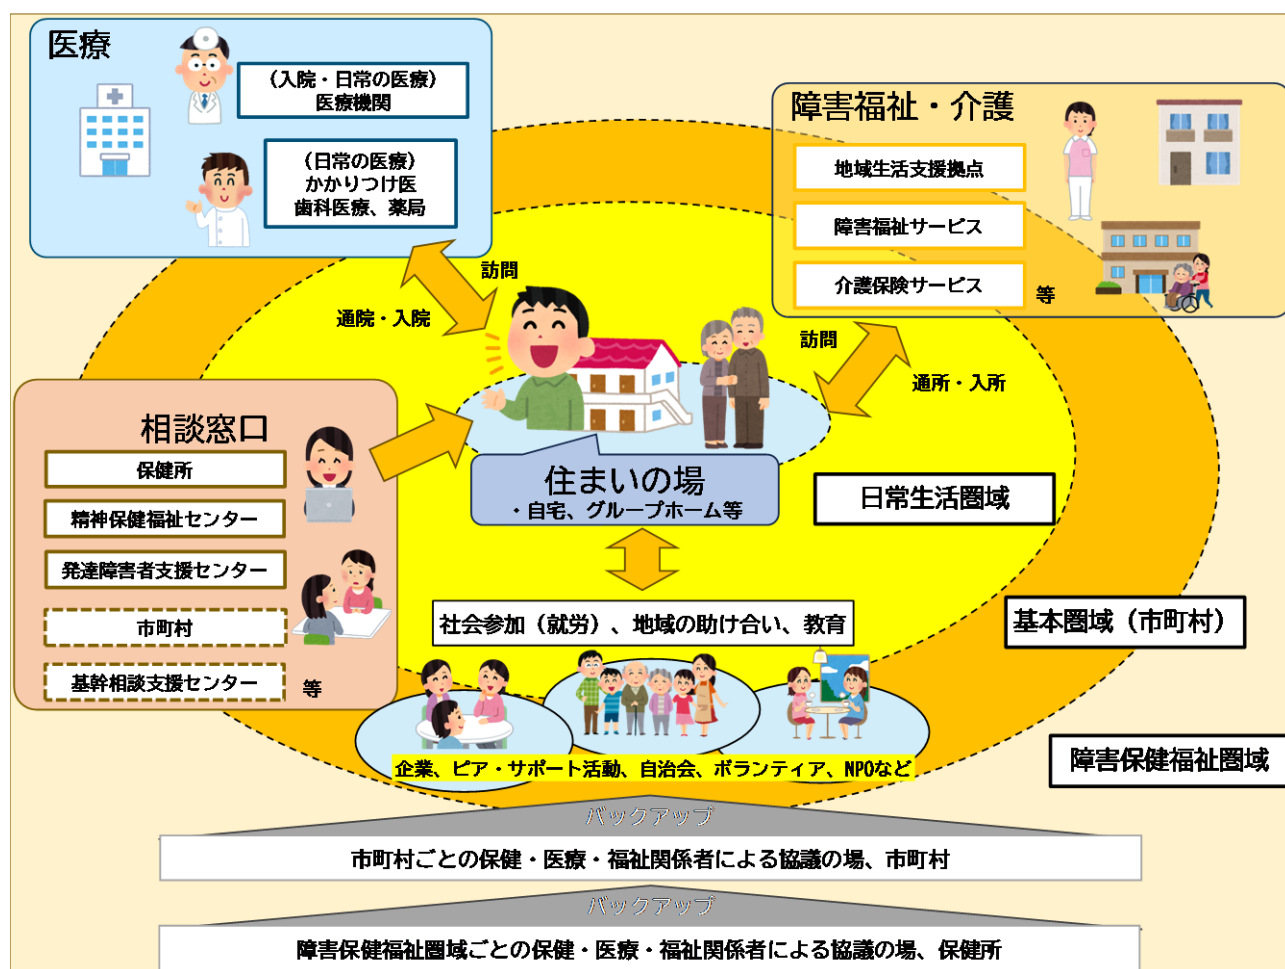 医療
（入院・日常の医療）
医療機関
（日常の医療）
かかりつけ医
歯科医療、薬局
障害福祉・介護
地域生活支援拠点
障害福祉サービス
介護保険サービス
等
訪問
通院・入院
訪問
通所・入所
相談窓口
保健所
精神保健福祉センター
発達障害者支援センター
市町村
基幹相談支援センター
等
住まいの場
・自宅、グループホーム等
日常生活圏域
社会参加（就労）、地域の助け合い、教育
基本圏域（市町村）
障害保健福祉圏域
企業、ピア・サポート活動、自治会、ボランティア、NPOなど
バックアップ
市町村ごとの保健・医療・福祉関係者による協議の場、市町村
バックアップ
障害保健福祉圏域ごとの保健・医療・福祉関係者による協議の場、保健所